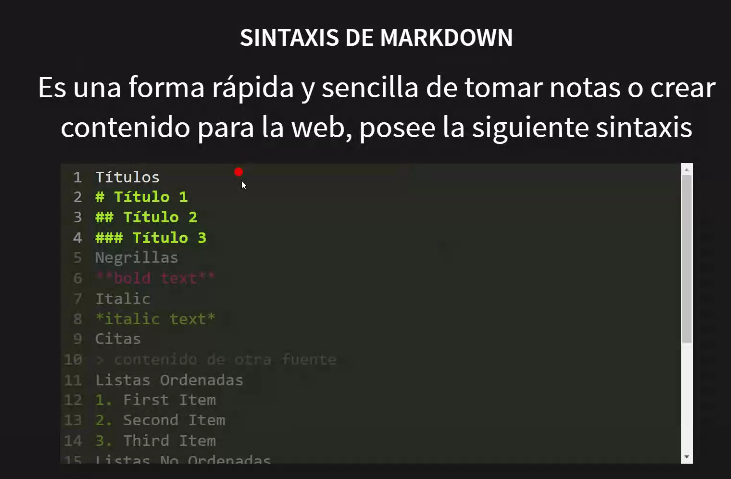 SINTAXIS DE MARKDOWN
Es una forma rápida y sencilla de tomar notas o crear
contenido para la web, posee la siguiente sintaxis
1 Títulos
2 # Título 1
3 ## Título 2
4 ### Título 3
5 Negrillas
6 **bold text**
7 Italic
8 *italic text*
9 Citas
10 > contenido de otra fuente
11 Listas Ordenadas
12 1. First Item
13 2. Second Item
14 3. Third Item
15 Listas No Ordenadas